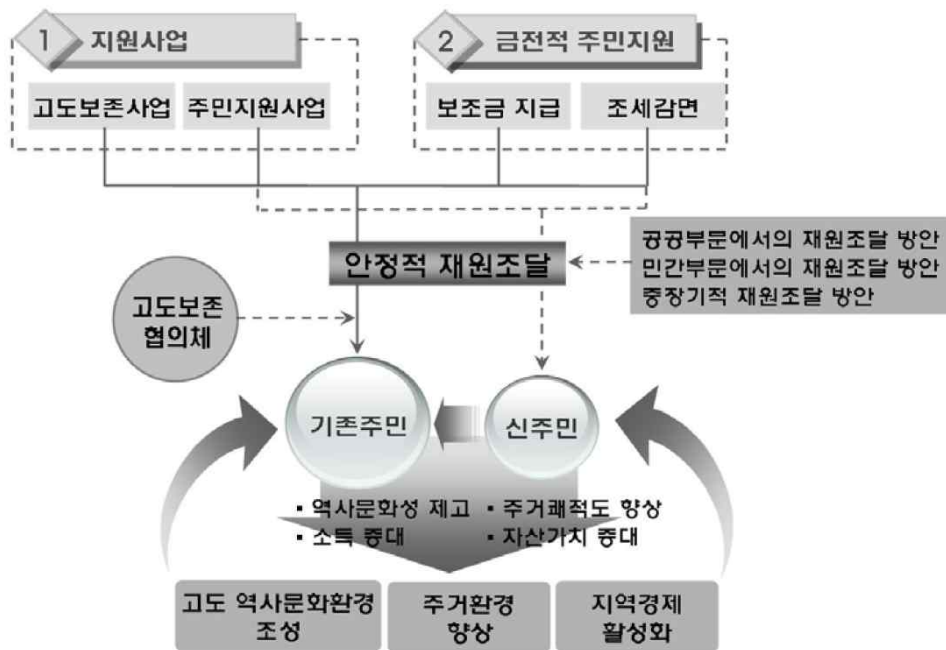 1 지원사업
2 금전적 주민지원
고도보존사업 주민지원사업
보조금 지급 조세감면
안정적 재원조달
공공부문에서의 재원조달 방안
민간부문에서의 재원조달 방안
중장기적 재원조달 방안
고도보존
협의체
기존주민
신주민
▪ 역사문화성 제고
▪ 소득 증대
▪ 주거쾌적도 향상
▪ 자산가치 증대
고도 역사문화환경
조성
주거환경
향상
지역경제
활성화